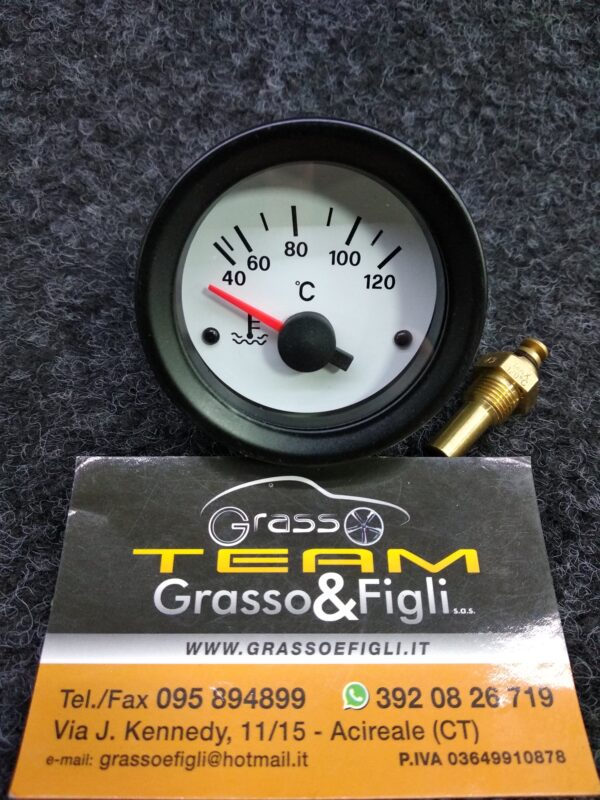 40 60 80 100 120
°C
Grasso
TEAM
Grasso&Figli s.a.s.
WWW.GRASSOEFIGLI.IT
Tel./Fax 095 894899 392 08 26 719
Via J. Kennedy, 11/15 - Acireale (CT)
e-mail: grassoefigli@hotmail.it P.IVA 03649910878